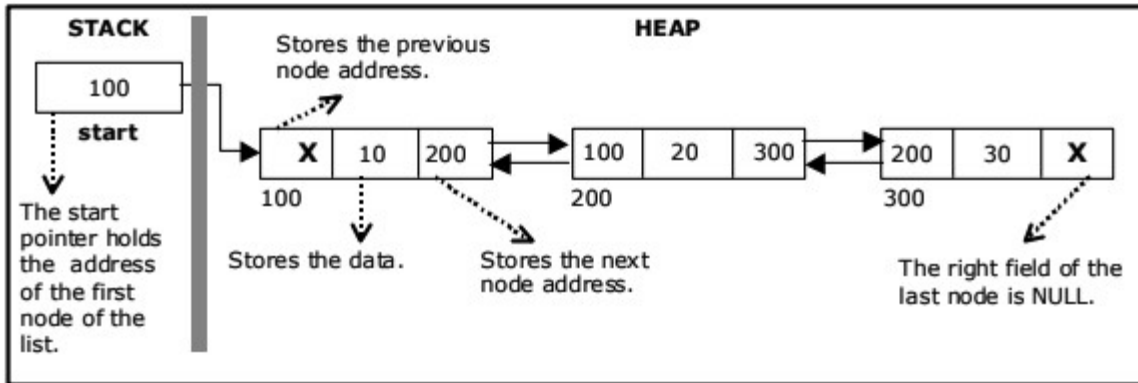 STACK
HEAP
Stores the previous
node address.
100
start
X 10 200
100 20 300
200 30 X
100
200
300
The start
pointer holds
the address
of the first
node of the
list.
Stores the data.
Stores the next
node address.
The right field of the
last node is NULL.